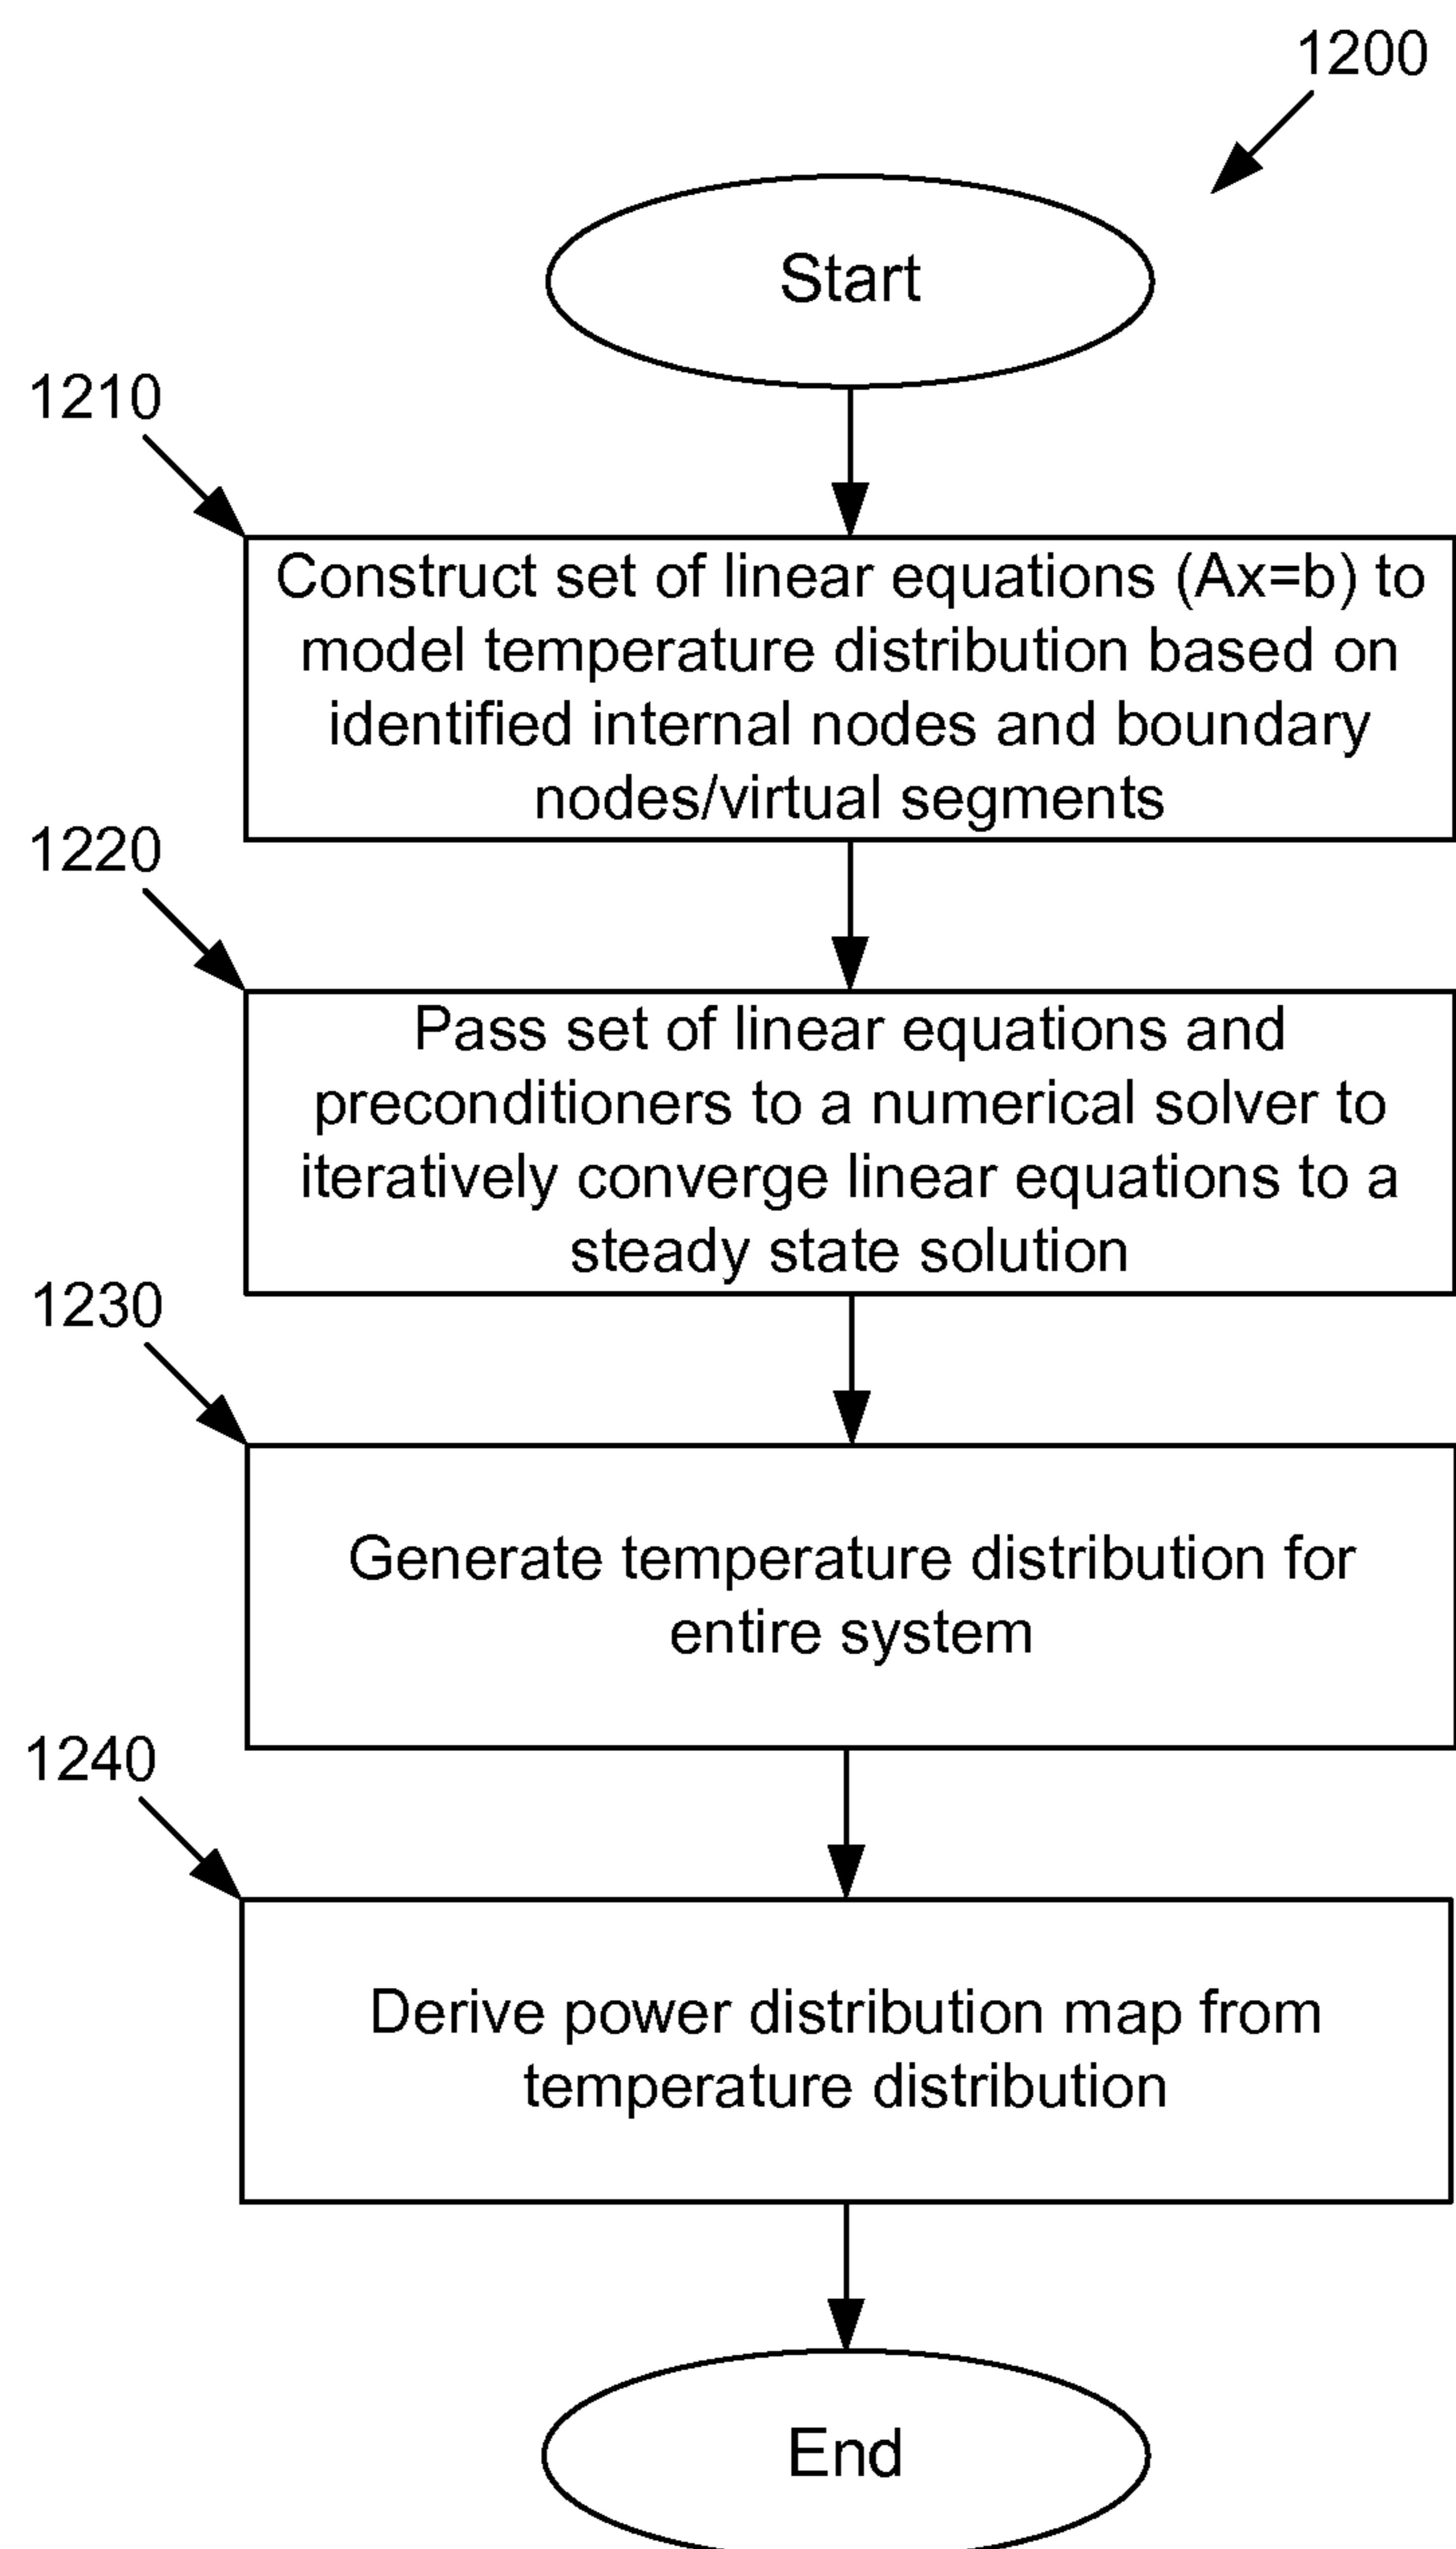 1200
Start
1210
Construct set of linear equations (Ax=b) to
model temperature distribution based on
identified internal nodes and boundary
nodes/virtual segments
1220
Pass set of linear equations and
preconditioners to a numerical solver to
iteratively converge linear equations to a
steady state solution
1230
Generate temperature distribution for
entire system
1240
Derive power distribution map from
temperature distribution
End